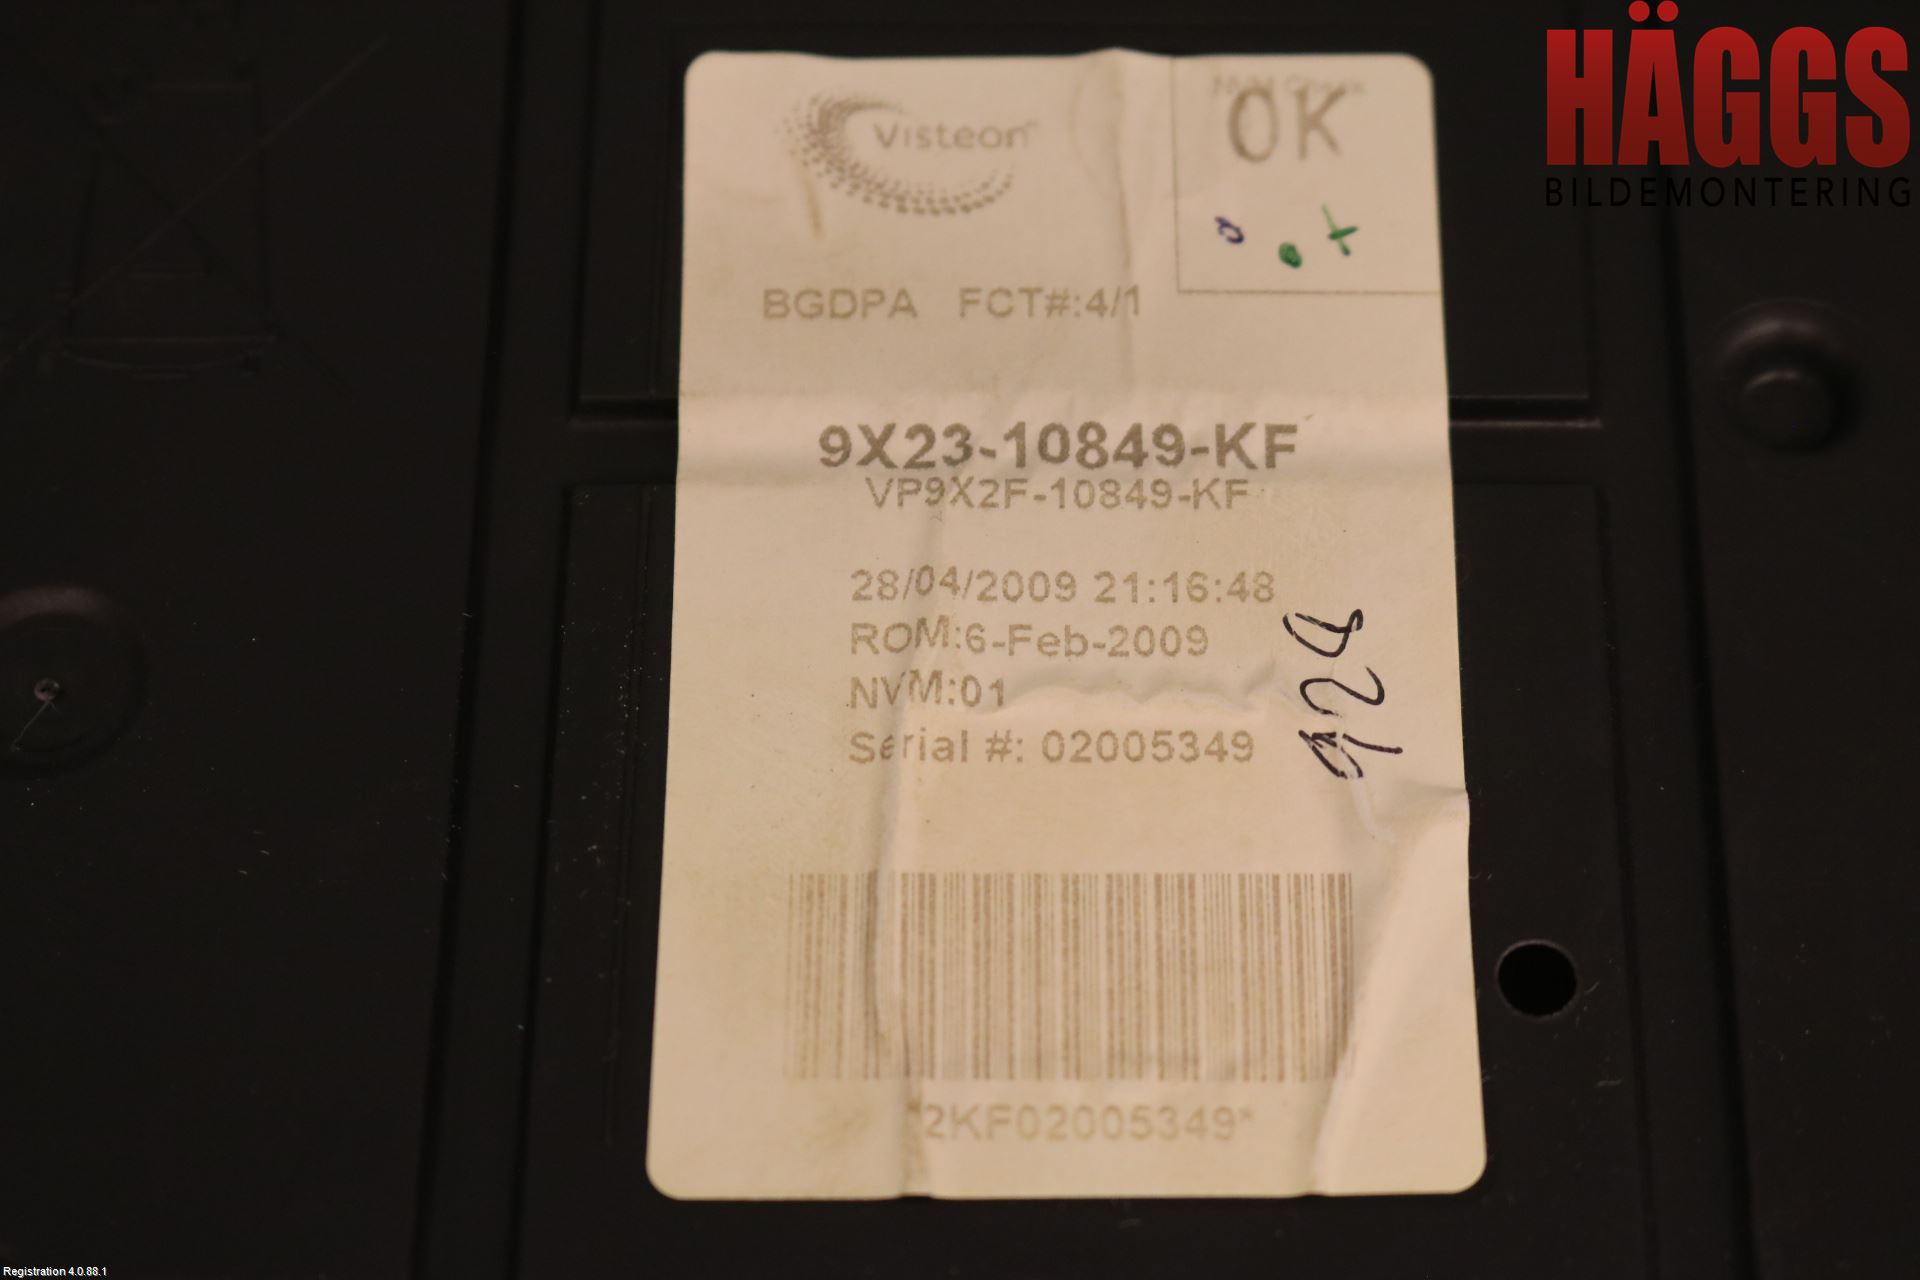 HÄGGS
BILDEMONTERING
Visteon
OK
BGDPA FCT#:4/1
9X23-10849-KF
VP9X2F-10849-KF
28/04/2009 21:16:48
ROM:6-Feb-2009
NVM:01
Serial #: 02005349
924
*2KF02005349*
Registration 4.0.88.1